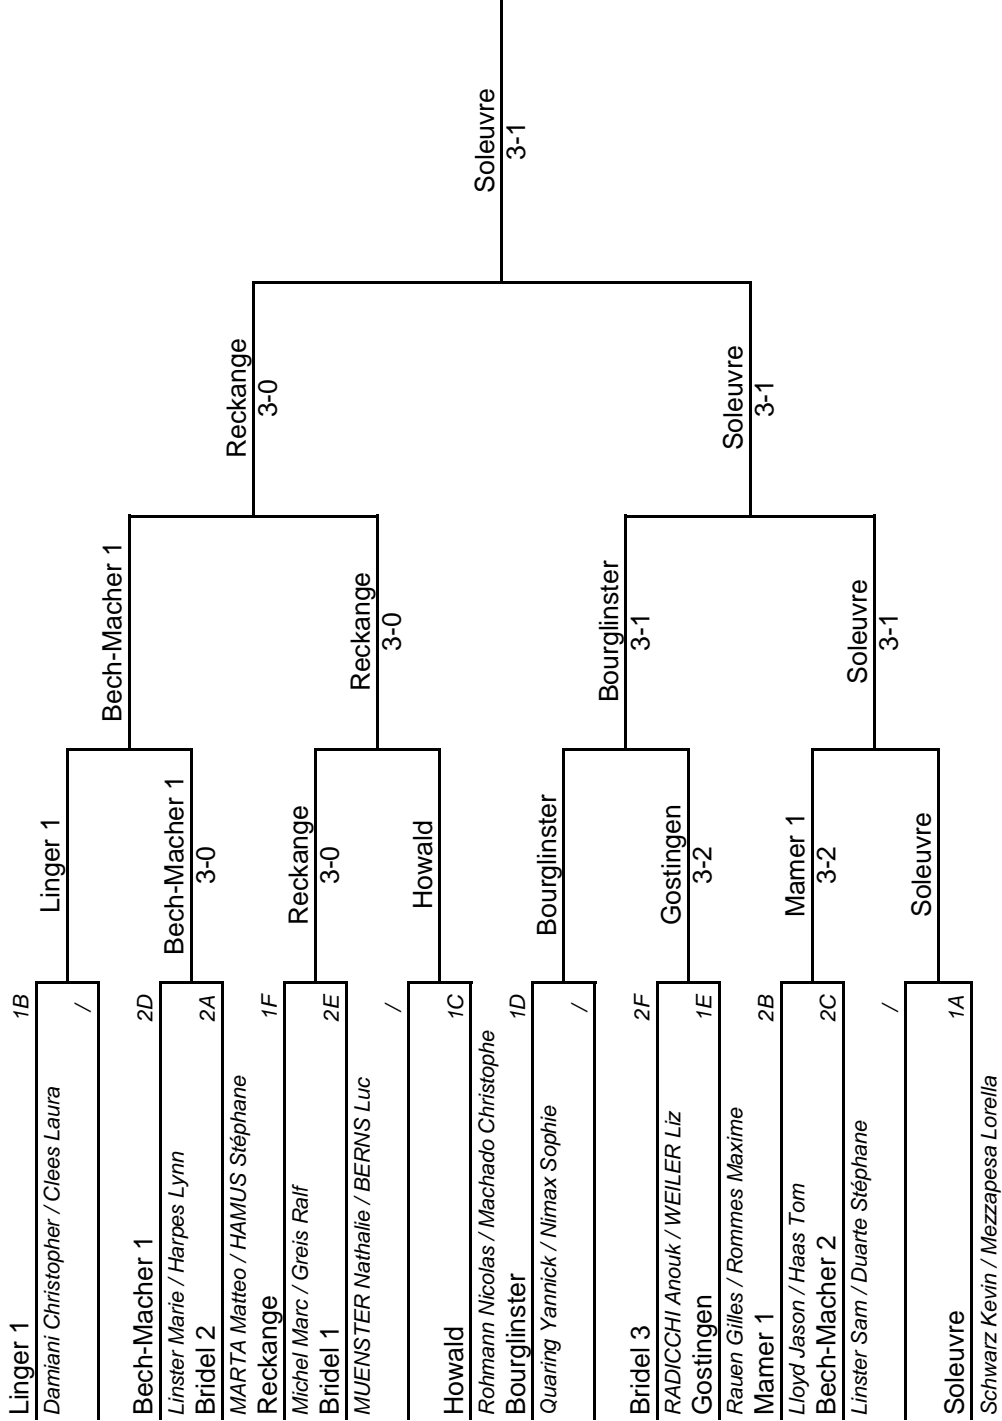 Linger 1 1B
Damiani Christopher / Clees Laura
/
Bech-Macher 1 2D
Linster Marie / Harpes Lynn
Bridel 2 2A
MARTA Matteo / HAMUS Stéphane
Reckange 1F
Michel Marc / Greis Ralf
Bridel 1 2E
MUENSTER Nathalie / BERNS Luc
/
Howald 1C
Rohmann Nicolas / Machado Christophe
Bourglinster 1D
Quaring Yannick / Nimax Sophie
/
Bridel 3 2F
RADICCHI Anouk / WEILER Liz
Gostingen 1E
Rauen Gilles / Rommes Maxime
Mamer 1 2B
Lloyd Jason / Haas Tom
Bech-Macher 2 2C
Linster Sam / Duarte Stéphane
/
Soleuvre 1A
Schwarz Kevin / Mezzapesa Lorella
Linger 1
Bech-Macher 1
3-0
Reckange
3-0
Howald
Bourglinster
Gostingen
3-2
Mamer 1
3-2
Soleuvre
Bech-Macher 1
Reckange
3-0
Bourglinster
3-1
Soleuvre
3-1
Reckange
3-0
Soleuvre
3-1
Soleuvre
3-1